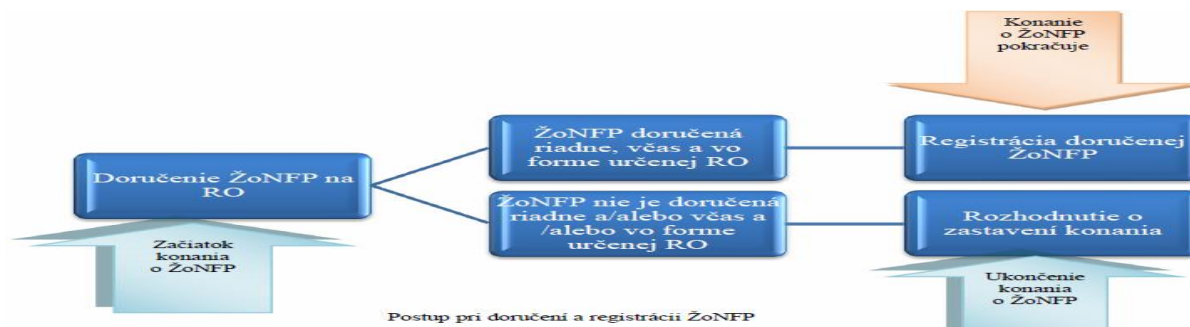 Konanie
o ŽoNFP
pokračuje
ŽoNFP doručená
riadne, včas a vo
forme určenej RO
Registrácia doručenej
ŽoNFP
Doručenie ŽoNFP na
RO
ŽoNFP nie je doručená
riadne a/alebo včas a
/alebo vo forme
určenej RO
Rozhodnutie o
zastavení konania
Začiatok
konania
o ŽoNFP
Ukončenie
konania
o ŽoNFP
Postup pri doručení a registrácii ŽoNFP